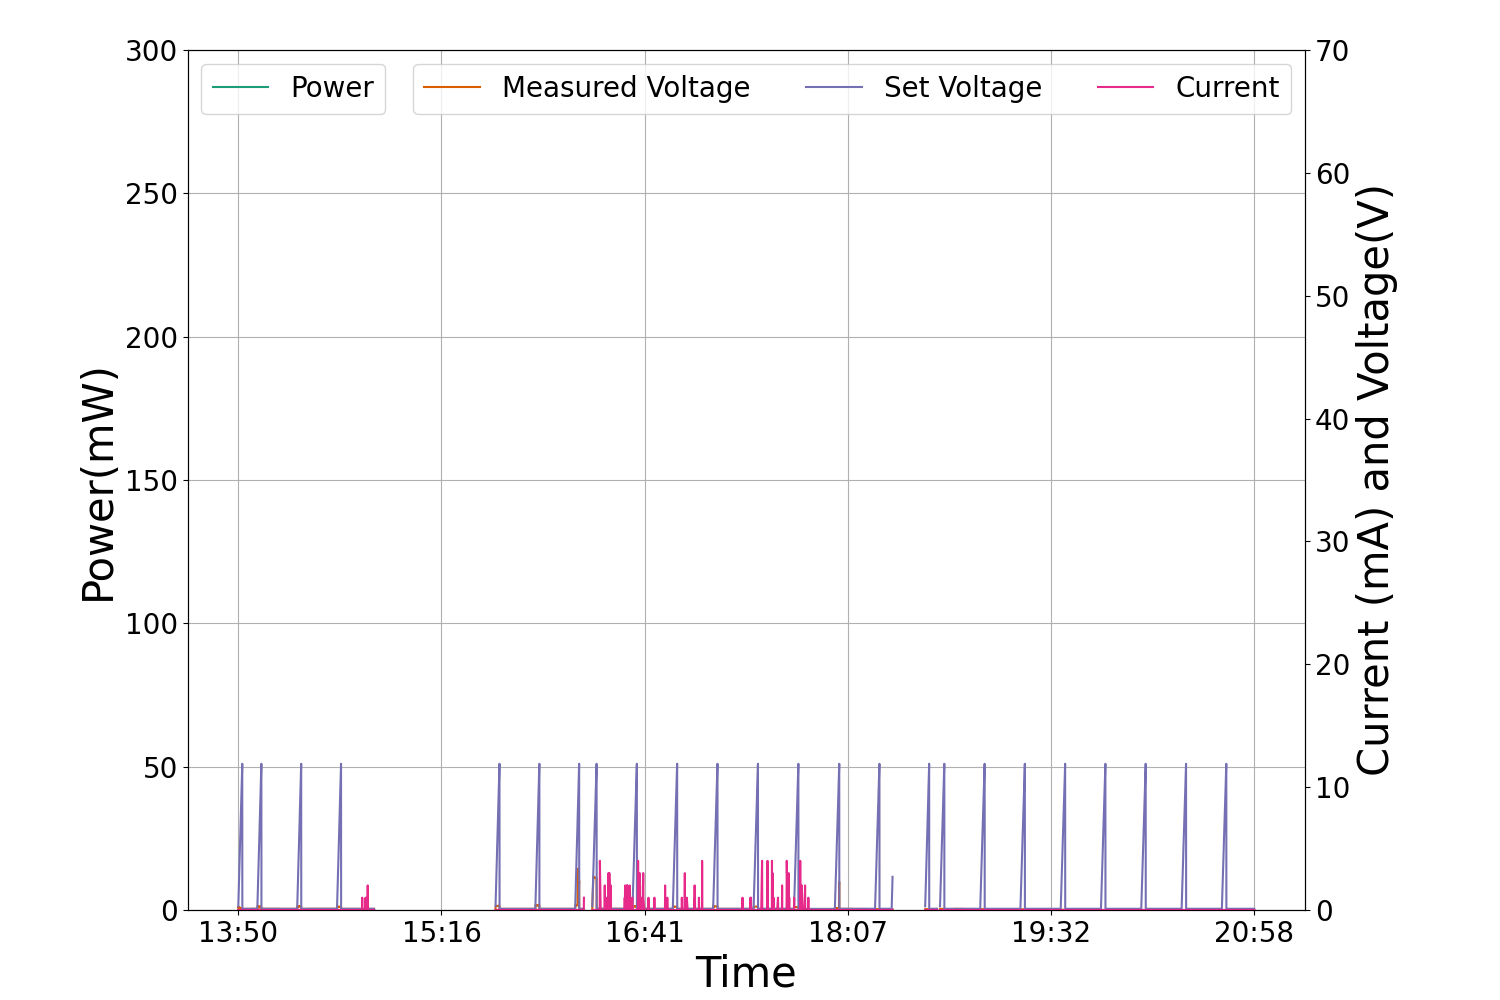 Power
Measured Voltage
Set Voltage
Current
Power(mW)
300
250
200
150
100
50
0
70
60
50
40
30
20
10
0
Current (mA) and Voltage(V)
13:50 15:16 16:41 18:07 19:32 20:58
Time